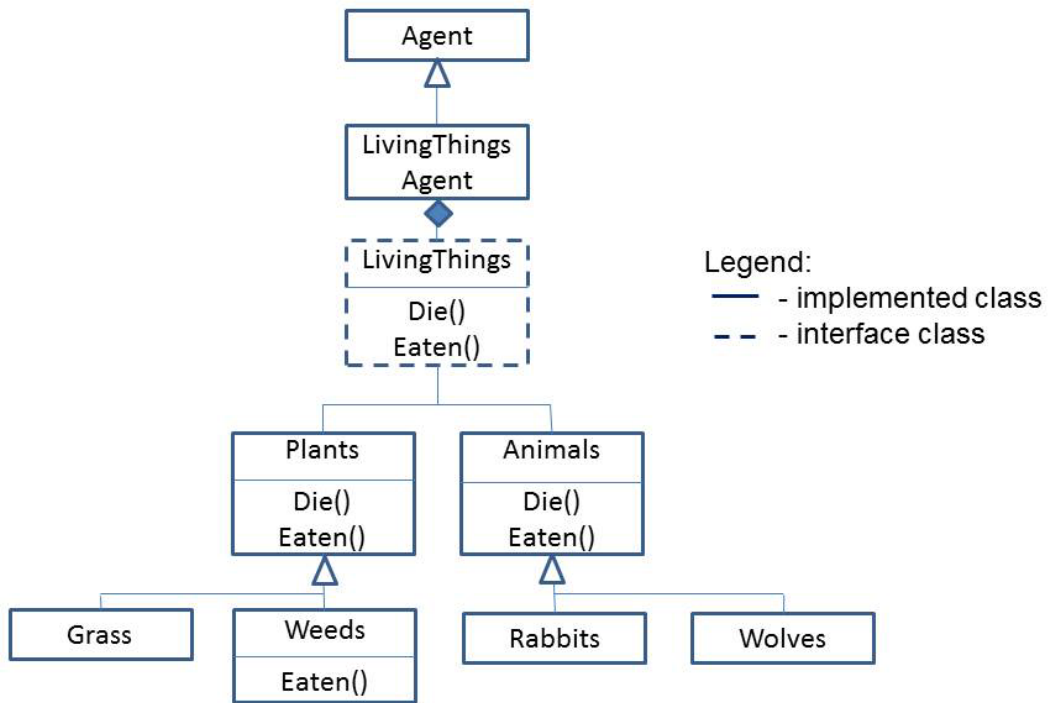 Agent
LivingThings
Agent
LivingThings
Die()
Eaten()
Legend:
- implemented class
- interface class
Plants
Die()
Eaten()
Animals
Die()
Eaten()
Grass
Weeds
Eaten()
Rabbits
Wolves